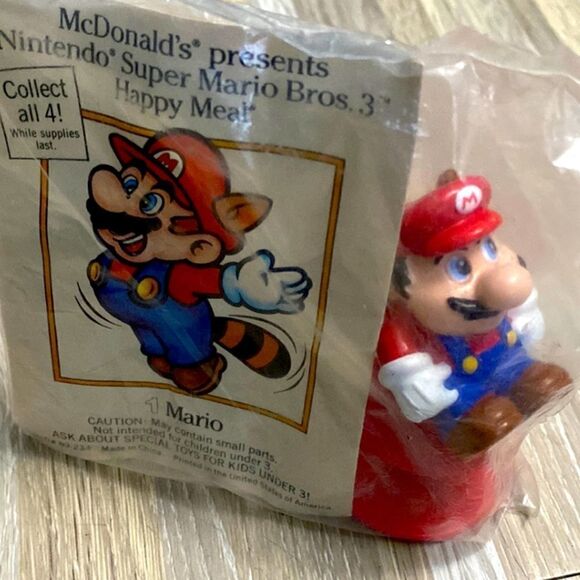 McDonald's® presents
Nintendo® Super Mario Bros. 3™
Happy Meal®
Collect
all 4!
While supplies
last.
M
M
1 Mario
CAUTION: May contain small parts.
Not intended for children under 3.
ASK ABOUT SPECIAL TOYS FOR KIDS UNDER 3!
Made in China Printed in the United States of America